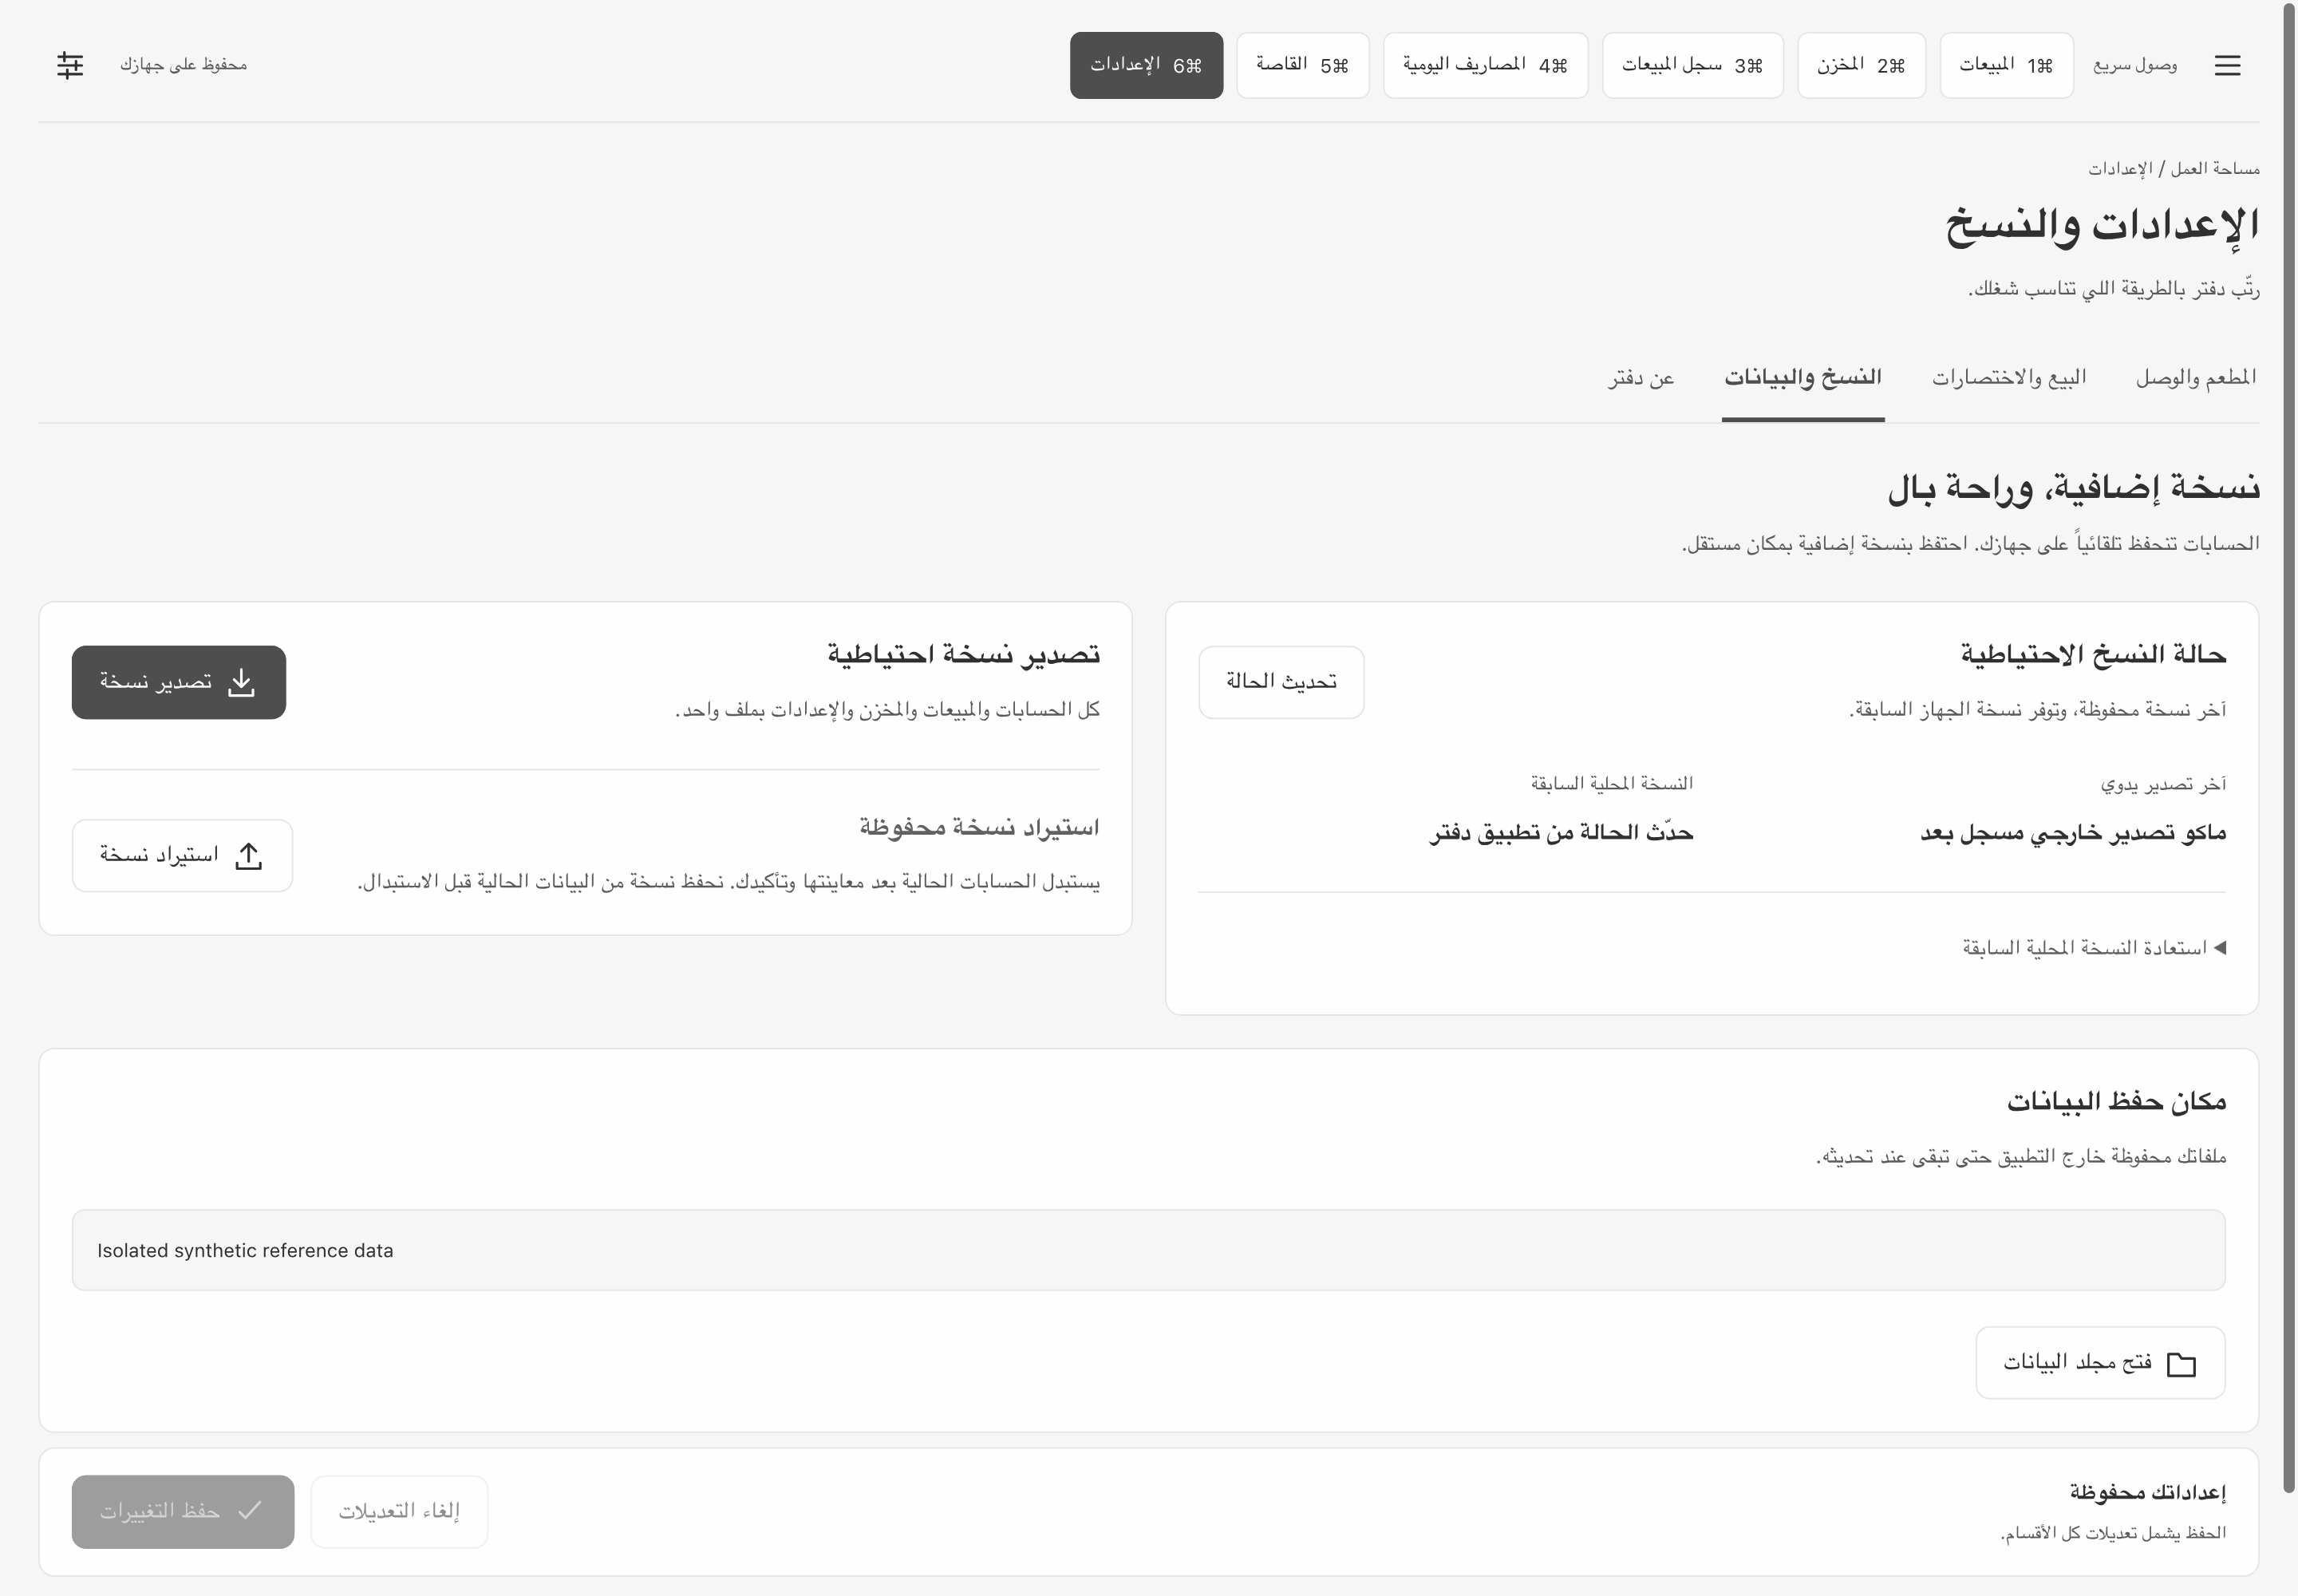 وصول سريع
⌘1 المبيعات
⌘2 المخزن
⌘3 سجل المبيعات
⌘4 المصاريف اليومية
⌘5 القاصة
⌘6 الإعدادات
محفوظ على جهازك
مساحة العمل / الإعدادات
الإعدادات والنسخ
رتّب دفتر بالطريقة اللي تناسب شغلك.
المطعم والوصل
البيع والاختصارات
النسخ والبيانات
عن دفتر
نسخة إضافية، وراحة بال
الحسابات تنحفظ تلقائياً على جهازك. احتفظ بنسخة إضافية بمكان مستقل.
حالة النسخ الاحتياطية
آخر نسخة محفوظة، وتوفر نسخة الجهاز السابقة.
تحديث الحالة
آخر تصدير يدوي
ماكو تصدير خارجي مسجل بعد
النسخة المحلية السابقة
حدّث الحالة من تطبيق دفتر
استعادة النسخة المحلية السابقة
تصدير نسخة احتياطية
كل الحسابات والمبيعات والمخزن والإعدادات بملف واحد.
تصدير نسخة
استيراد نسخة محفوظة
يستبدل الحسابات الحالية بعد معاينتها وتأكيدك. نحفظ نسخة من البيانات الحالية قبل الاستبدال.
استيراد نسخة
مكان حفظ البيانات
ملفاتك محفوظة خارج التطبيق حتى تبقى عند تحديثه.
Isolated synthetic reference data
فتح مجلد البيانات
إعداداتك محفوظة
الحفظ يشمل تعديلات كل الأقسام.
إلغاء التعديلات
حفظ التغييرات